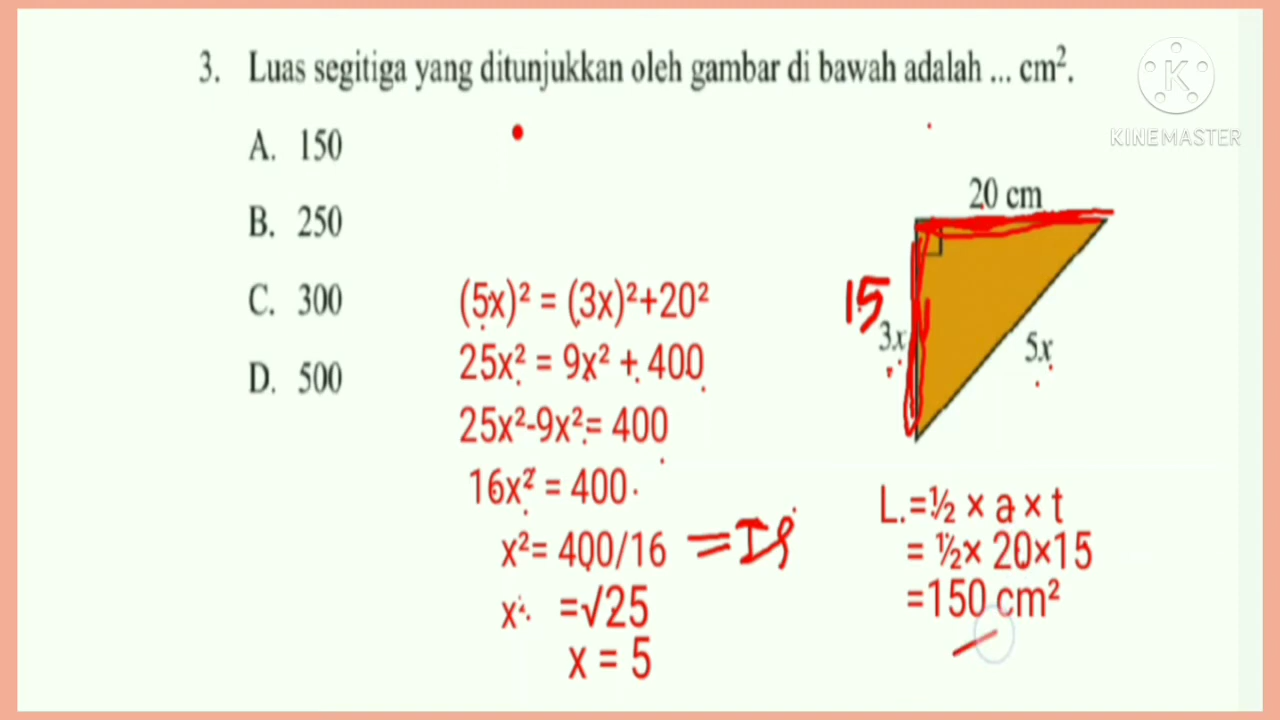 3. Luas segitiga yang ditunjukkan oleh gambar di bawah adalah ... cm².
KINEMASTER
A. 150
B. 250
C. 300
D. 500
20 cm
15
3x
5x
(5x)² = (3x)²+20²
25x² = 9x² + 400
25x²-9x²= 400
16x² = 400
x²= 400/16
x =√25
x = 5
L =½ × a × t
= ½× 20×15
=150 cm²